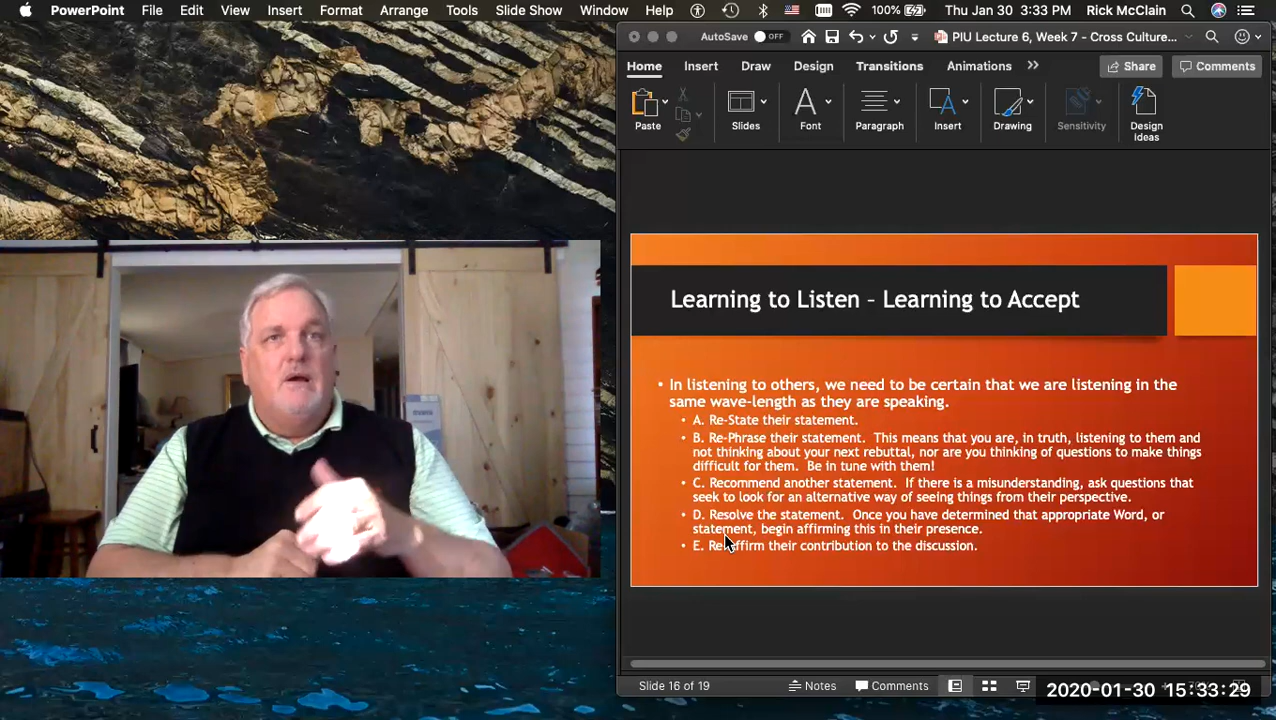 PowerPoint File Edit View Insert Format Arrange Tools Slide Show Window Help 100% Thu Jan 30 3:33 PM Rick McClain
AutoSave OFF PIU Lecture 6, Week 7 - Cross Culture...
Home Insert Draw Design Transitions Animations Share Comments
Paste Slides Font Paragraph Insert Drawing Sensitivity Design
Ideas
Learning to Listen – Learning to Accept
• In listening to others, we need to be certain that we are listening in the
same wave-length as they are speaking.
• A. Re-State their statement.
• B. Re-Phrase their statement. This means that you are, in truth, listening to them and
not thinking about your next rebuttal, nor are you thinking of questions to make things
difficult for them. Be in tune with them!
• C. Recommend another statement. If there is a misunderstanding, ask questions that
seek to look for an alternative way of seeing things from their perspective.
• D. Resolve the statement. Once you have determined that appropriate Word, or
statement, begin affirming this in their presence.
• E. Re-affirm their contribution to the discussion.
Slide 16 of 19 Notes Comments
2020-01-30 15:33:29